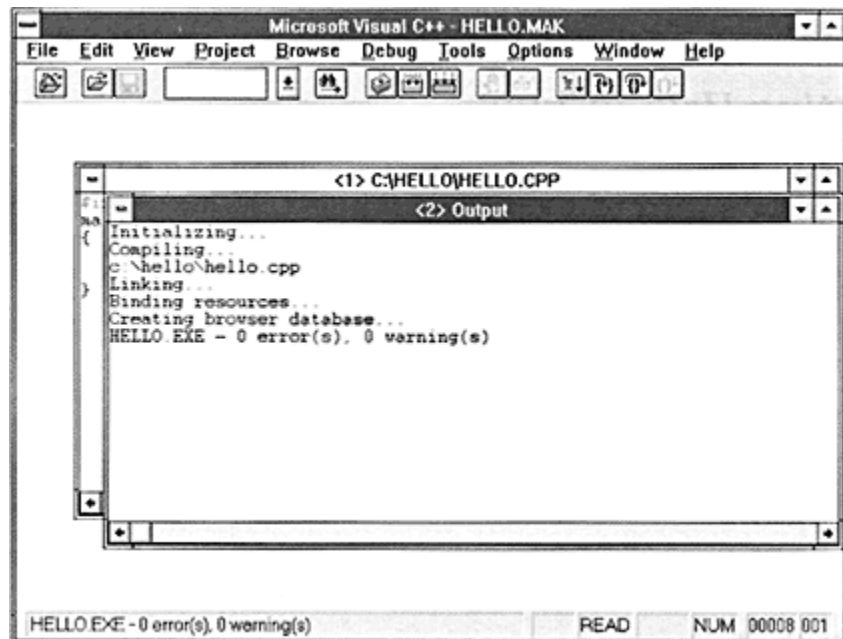 Microsoft Visual C++ - HELLO.MAK
File Edit View Project Browse Debug Tools Options Window Help
<1> C:\HELLO\HELLO.CPP
<2> Output
{
}
Initializing...
Compiling...
c:\hello\hello.cpp
Linking...
Binding resources...
Creating browser database...
HELLO.EXE - 0 error(s), 0 warning(s)
HELLO.EXE - 0 error(s), 0 warning(s) READ NUM 00008 001